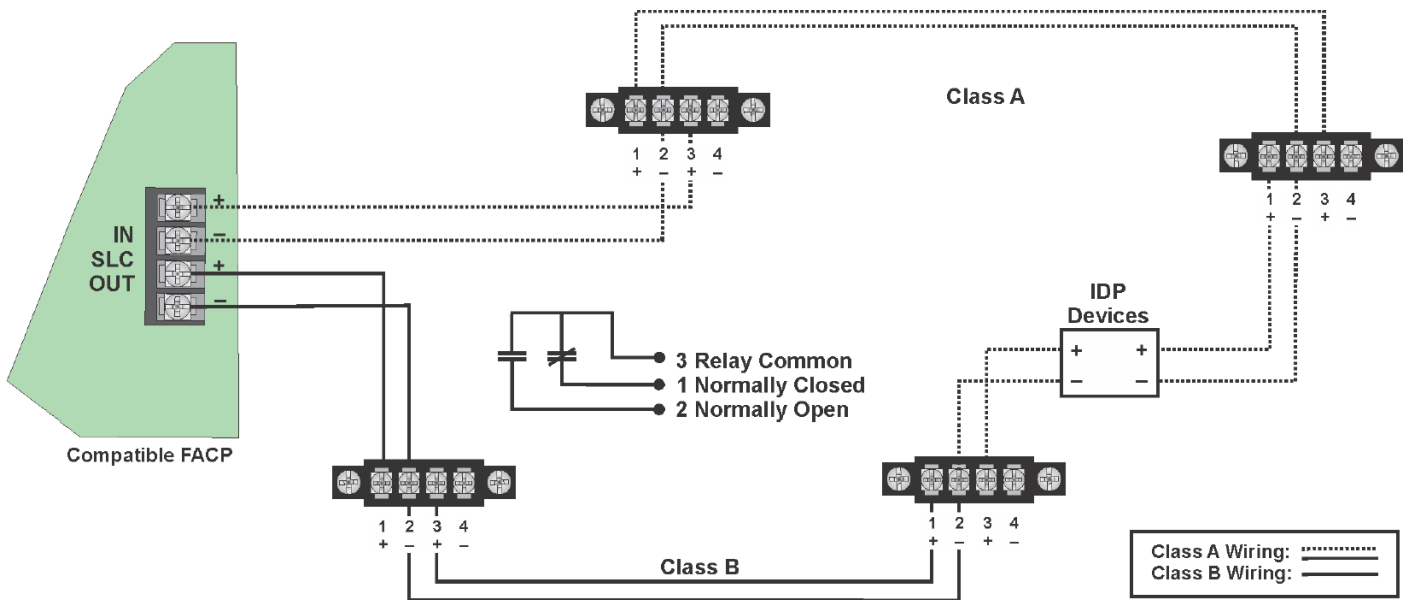 Class A
1 2 3 4
+ – + –
1 2 3 4
+ – + –
+
–
+
–
IN
SLC
OUT
Compatible FACP
3 Relay Common
1 Normally Closed
2 Normally Open
IDP
Devices
+ +
– –
1 2 3 4
+ – + –
1 2 3 4
+ – + –
Class B
Class A Wiring:
Class B Wiring: